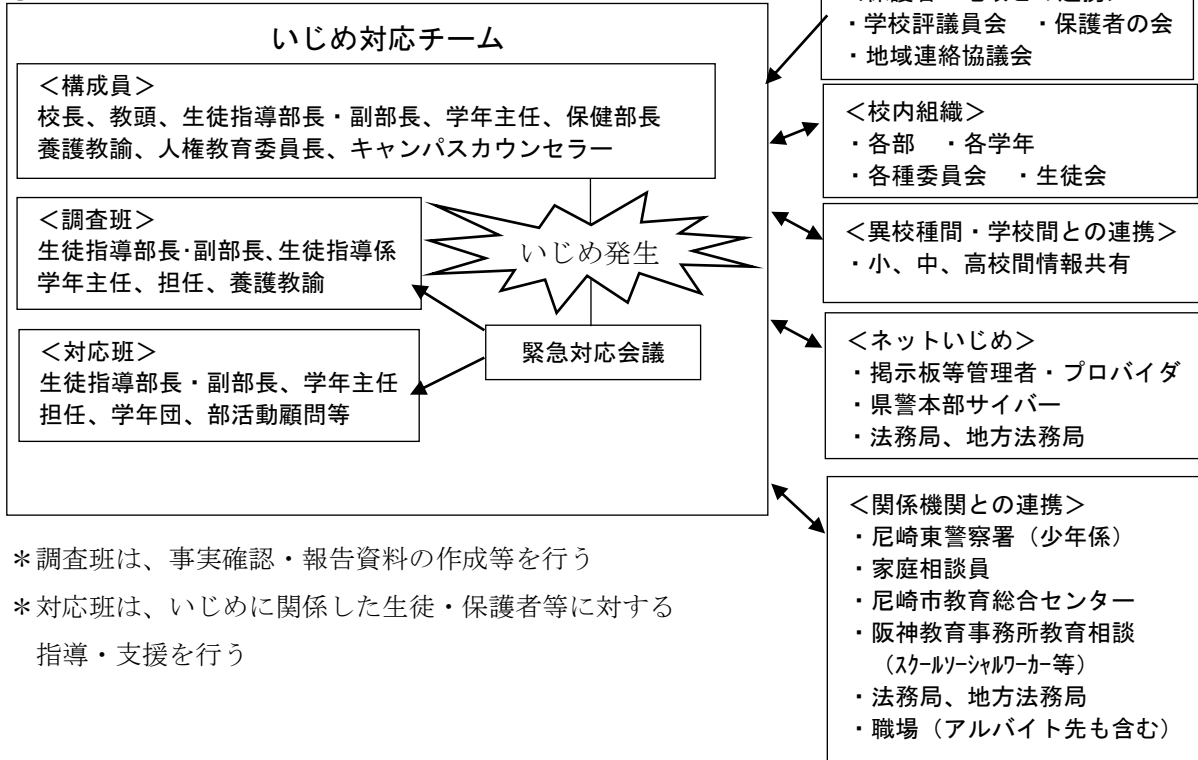 いじめ対応チーム
＜構成員＞
校長、教頭、生徒指導部長・副部長、学年主任、保健部長
養護教諭、人権教育委員長、キャンパスカウンセラー
＜調査班＞
生徒指導部長・副部長、生徒指導係
学年主任、担任、養護教諭
いじめ発生
緊急対応会議
＜対応班＞
生徒指導部長・副部長、学年主任
担任、学年団、部活動顧問等
＊調査班は、事実確認・報告資料の作成等を行う
＊対応班は、いじめに関係した生徒・保護者等に対する
指導・支援を行う
・学校評議員会　・保護者の会
・地域連絡協議会
＜校内組織＞
・各部　・各学年
・各種委員会　・生徒会
＜異校種間・学校間との連携＞
・小、中、高校間情報共有
＜ネットいじめ＞
・掲示板等管理者・プロバイダ
・県警本部サイバー
・法務局、地方法務局
＜関係機関との連携＞
・尼崎東警察署（少年係）
・家庭相談員
・尼崎市教育総合センター
・阪神教育事務所教育相談
（ｽｸｰﾙｿｰｼｬﾙﾜｰｶｰ等）
・法務局、地方法務局
・職場（アルバイト先も含む）